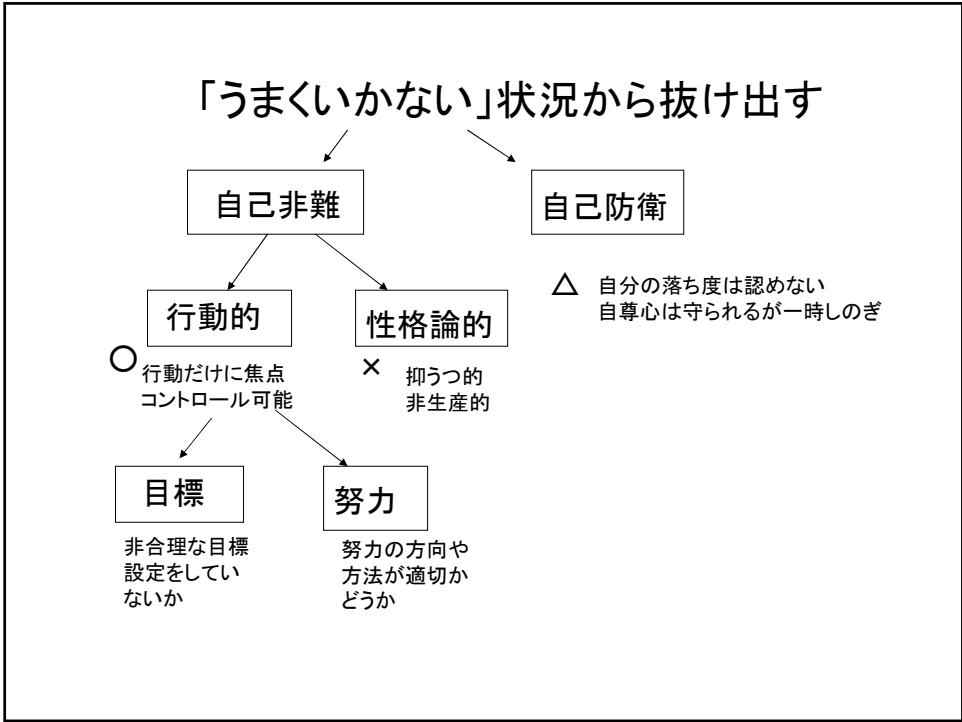 「うまくいかない」状況から抜け出す
自己非難
自己防衛
△ 自分の落ち度は認めない
自尊心は守られるが一時しのぎ
行動的
性格論的
○ 行動だけに焦点
コントロール可能
× 抑うつ的
非生産的
目標
努力
非合理な目標
設定をしてい
ないか
努力の方向や
方法が適切か
どうか